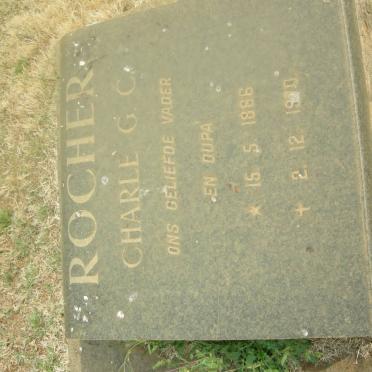 ROCHER
CHARLE G C
ONS GELIEFDE VADER
EN OUPA
* 15. 5. 1886
+ 2. 12.